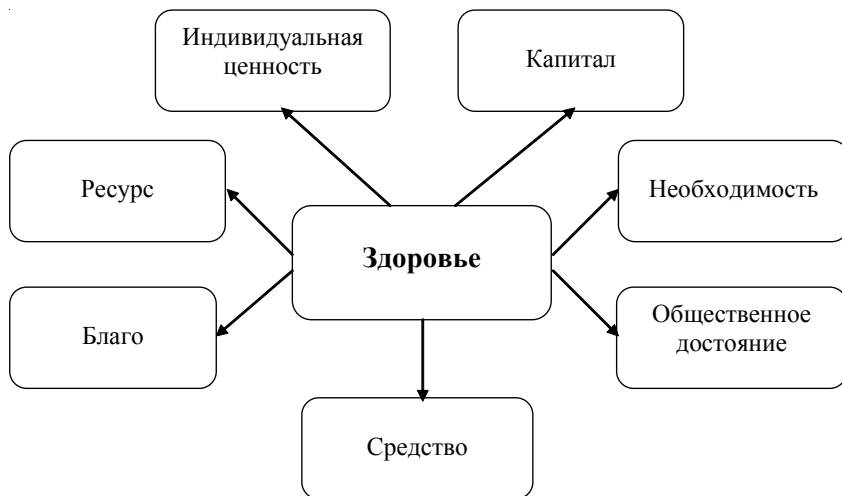 Индивидуальная
ценность
Капитал
Ресурс
Необходимость
Здоровье
Благо
Общественное
достояние
Средство